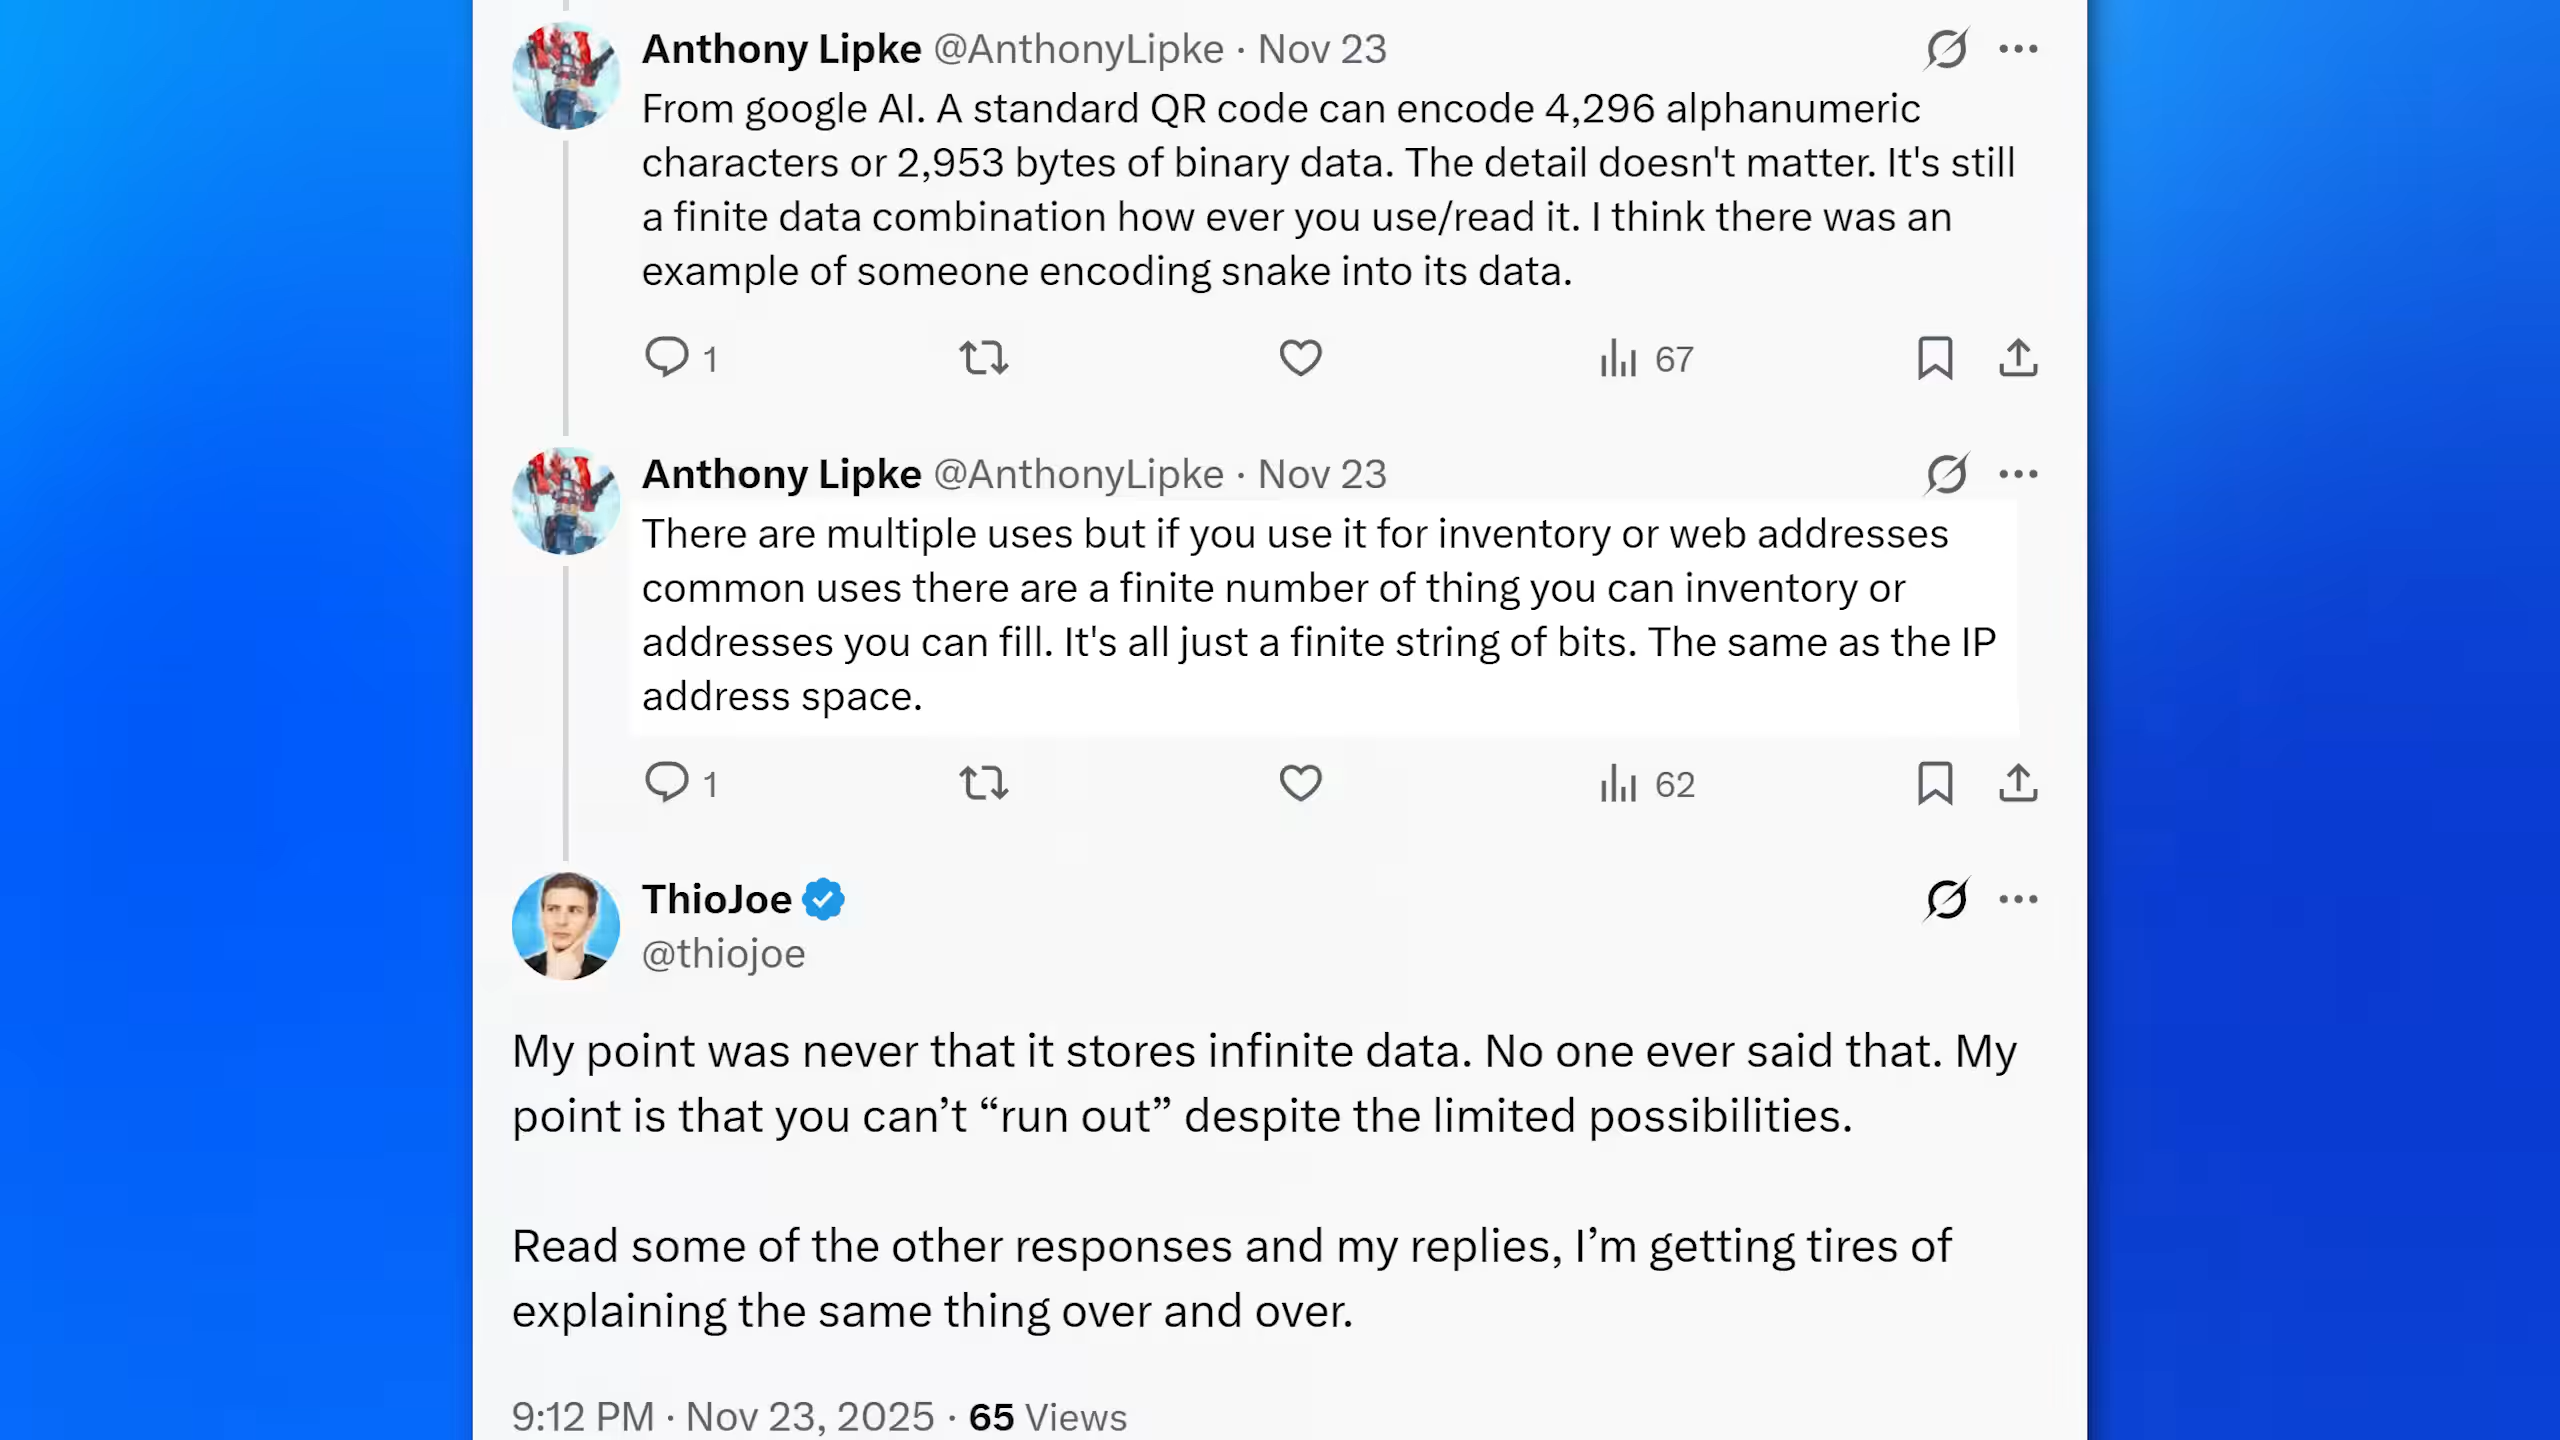 Anthony Lipke @AnthonyLipke · Nov 23
From google AI. A standard QR code can encode 4,296 alphanumeric
characters or 2,953 bytes of binary data. The detail doesn't matter. It's still
a finite data combination how ever you use/read it. I think there was an
example of someone encoding snake into its data.
1 67
Anthony Lipke @AnthonyLipke · Nov 23
There are multiple uses but if you use it for inventory or web addresses
common uses there are a finite number of thing you can inventory or
addresses you can fill. It's all just a finite string of bits. The same as the IP
address space.
1 62
ThioJoe
@thiojoe
My point was never that it stores infinite data. No one ever said that. My
point is that you can’t “run out” despite the limited possibilities.
Read some of the other responses and my replies, I’m getting tires of
explaining the same thing over and over.
9:12 PM · Nov 23, 2025 · 65 Views